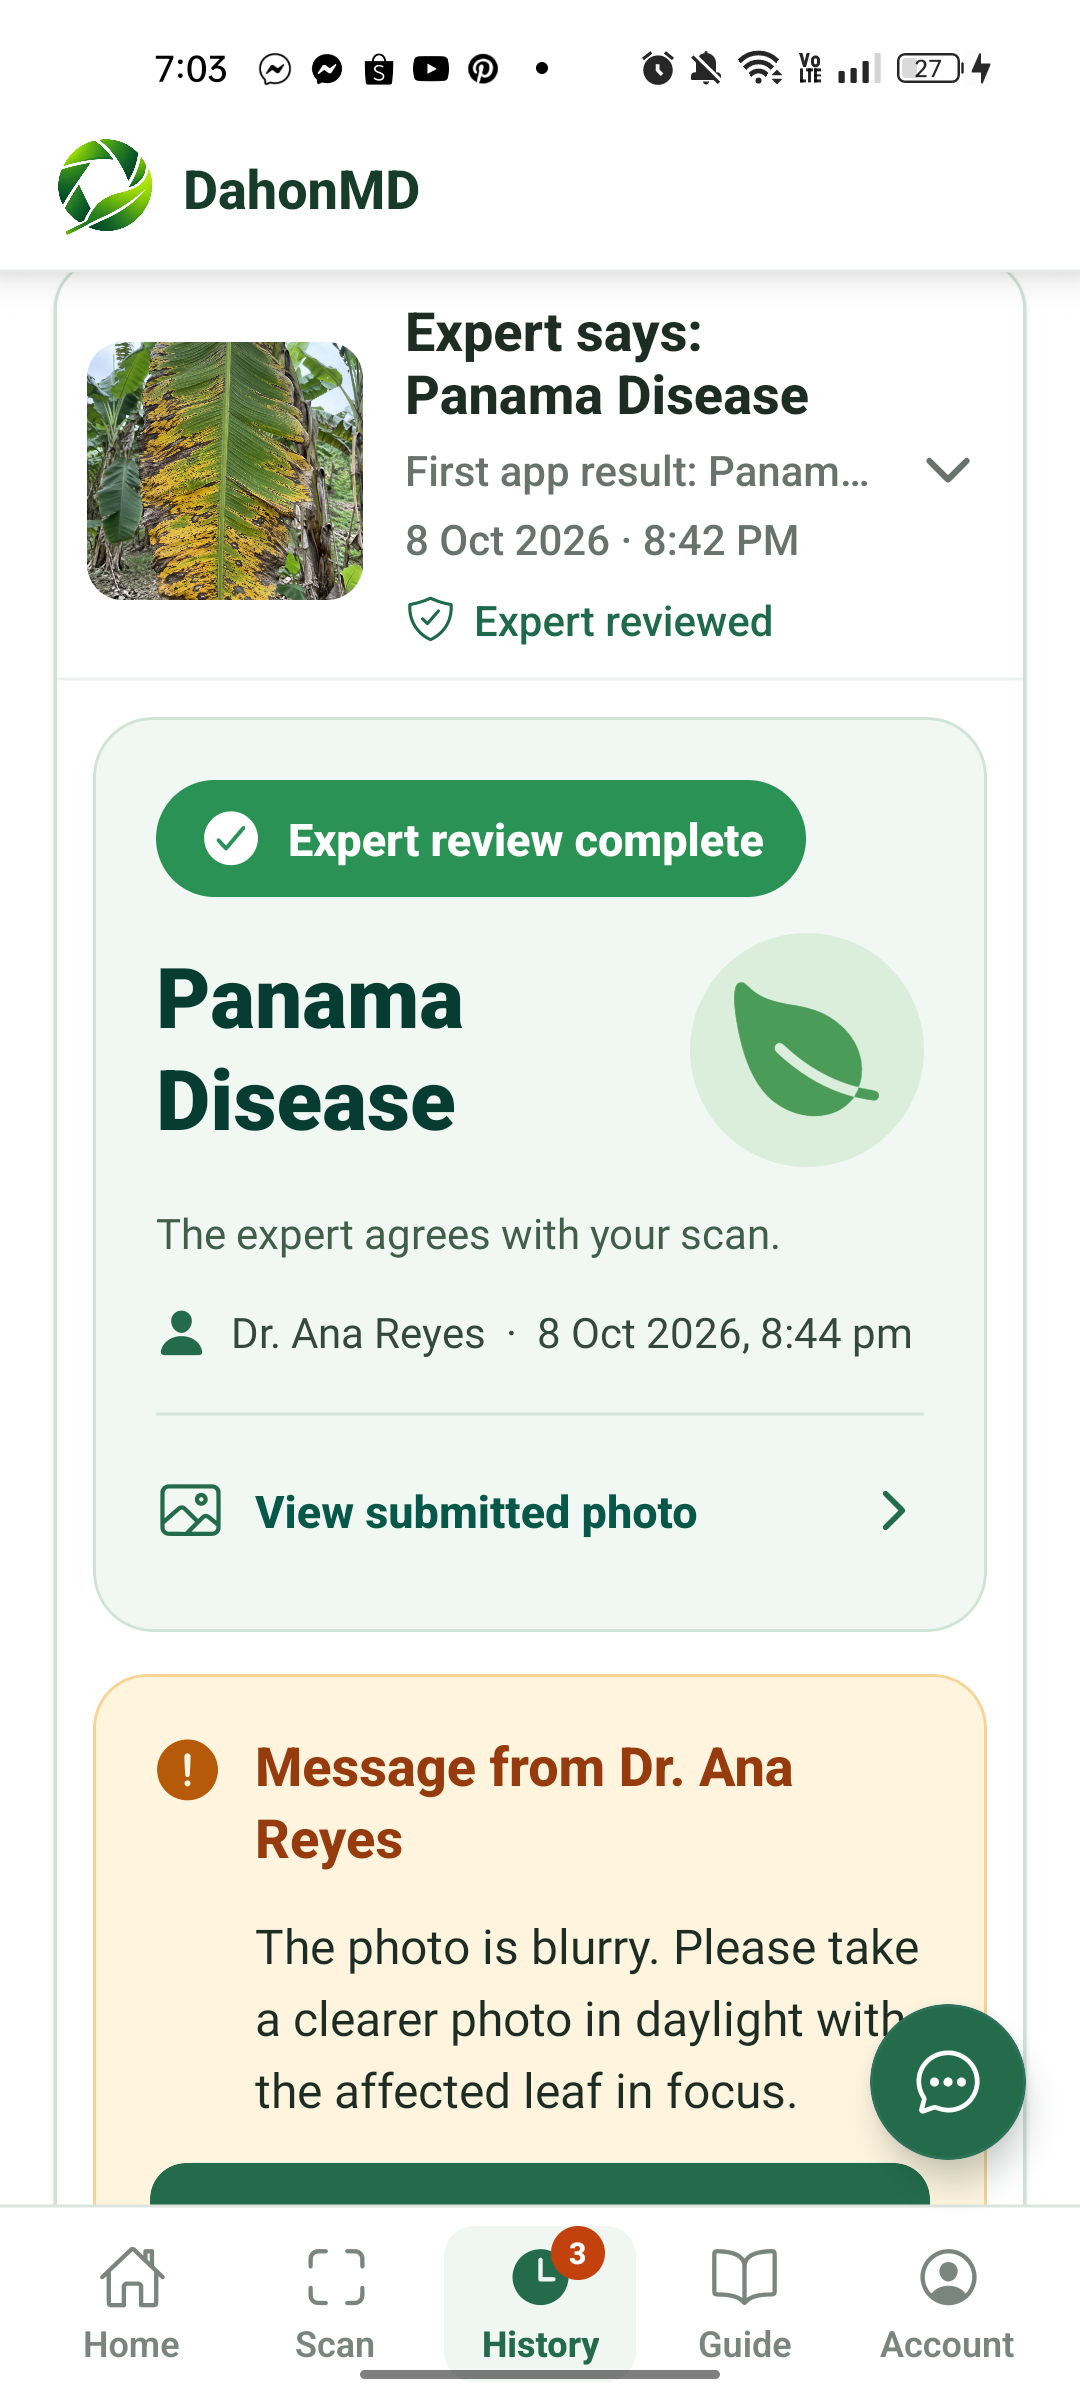 7:03
Vo LTE
27
DahonMD
Expert says:
Panama Disease
First app result: Panam...
8 Oct 2026 · 8:42 PM
Expert reviewed
Expert review complete
Panama
Disease
The expert agrees with your scan.
Dr. Ana Reyes · 8 Oct 2026, 8:44 pm
View submitted photo
Message from Dr. Ana
Reyes
The photo is blurry. Please take
a clearer photo in daylight with
the affected leaf in focus.
3
Home
Scan
History
Guide
Account